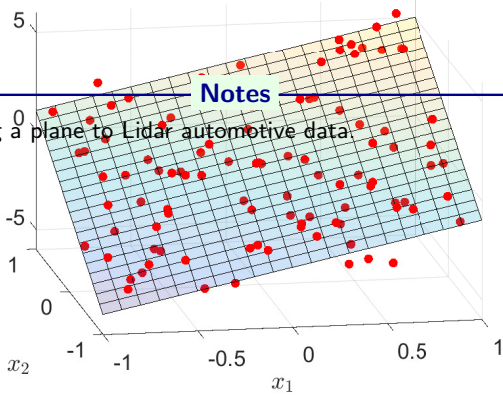 5
Notes
0
g a plane to Lidar automotive data.
-5
1
0
-1
x₂
-1
-0.5
0
0.5
1
x₁